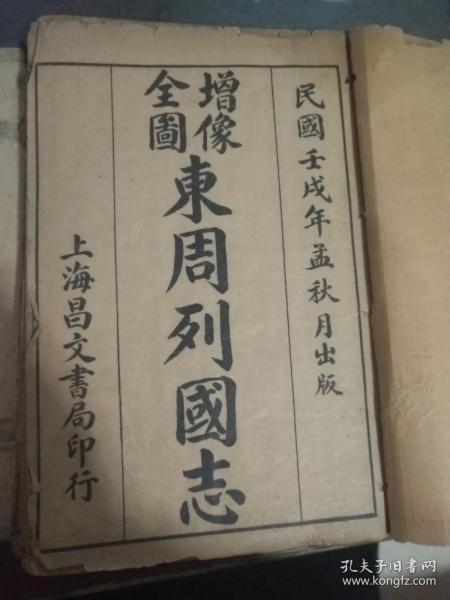 民國壬戌年孟秋月出版
增像
全圖
東周列國志
上海昌文書局印行
孔夫子旧书网
www.kongfz.com